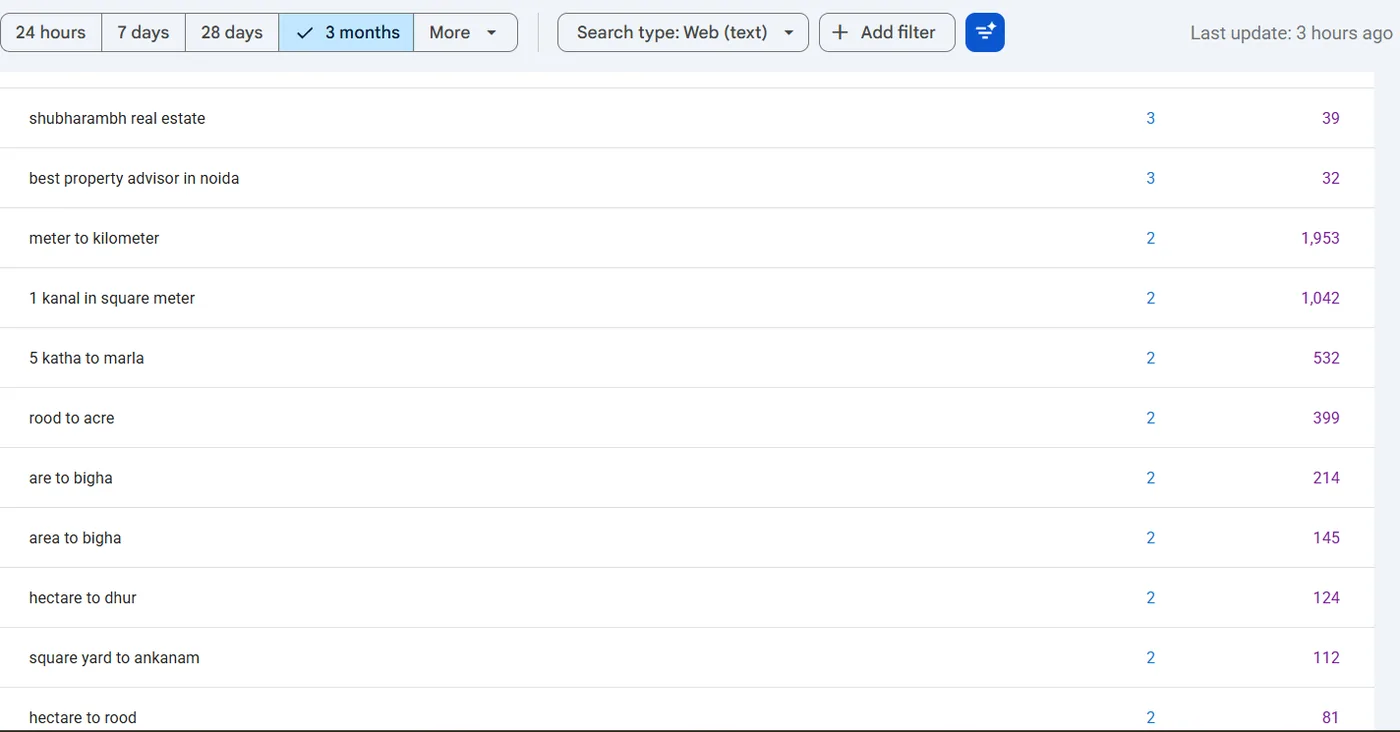 24 hours 7 days 28 days 3 months More Search type: Web (text) + Add filter Last update: 3 hours ago
shubharambh real estate 3 39
best property advisor in noida 3 32
meter to kilometer 2 1,953
1 kanal in square meter 2 1,042
5 katha to marla 2 532
rood to acre 2 399
are to bigha 2 214
area to bigha 2 145
hectare to dhur 2 124
square yard to ankanam 2 112
hectare to rood 2 81